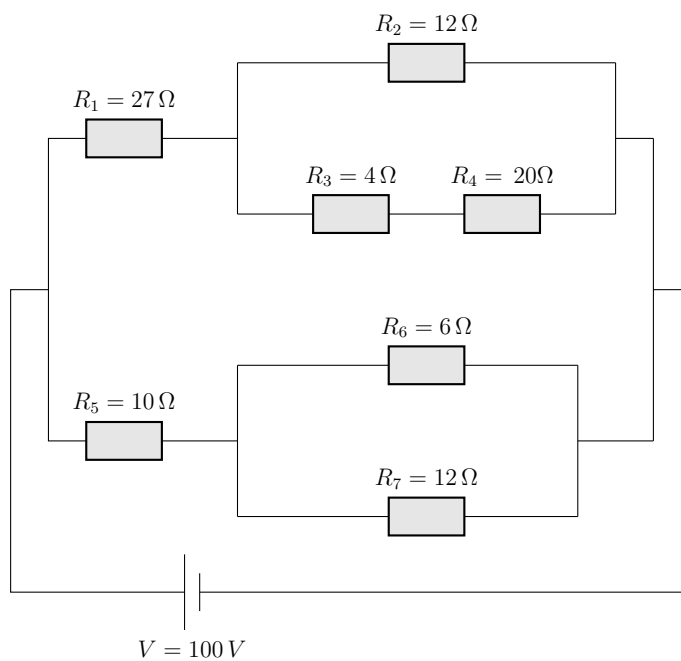 R₂ = 12 Ω
R₁ = 27 Ω
R₃ = 4 Ω
R₄ = 20Ω
R₆ = 6 Ω
R₅ = 10 Ω
R₇ = 12 Ω
V = 100 V